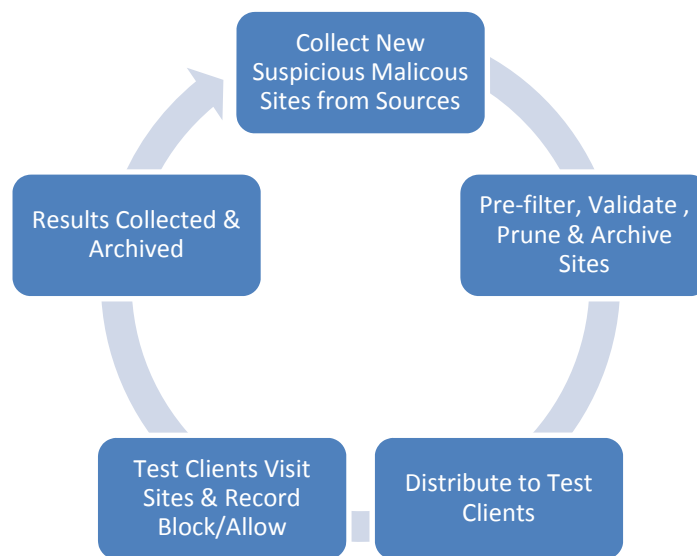 Collect New
Suspicious Malicous
Sites from Sources
Pre-filter, Validate ,
Prune & Archive
Sites
Distribute to Test
Clients
Test Clients Visit
Sites & Record
Block/Allow
Results Collected &
Archived